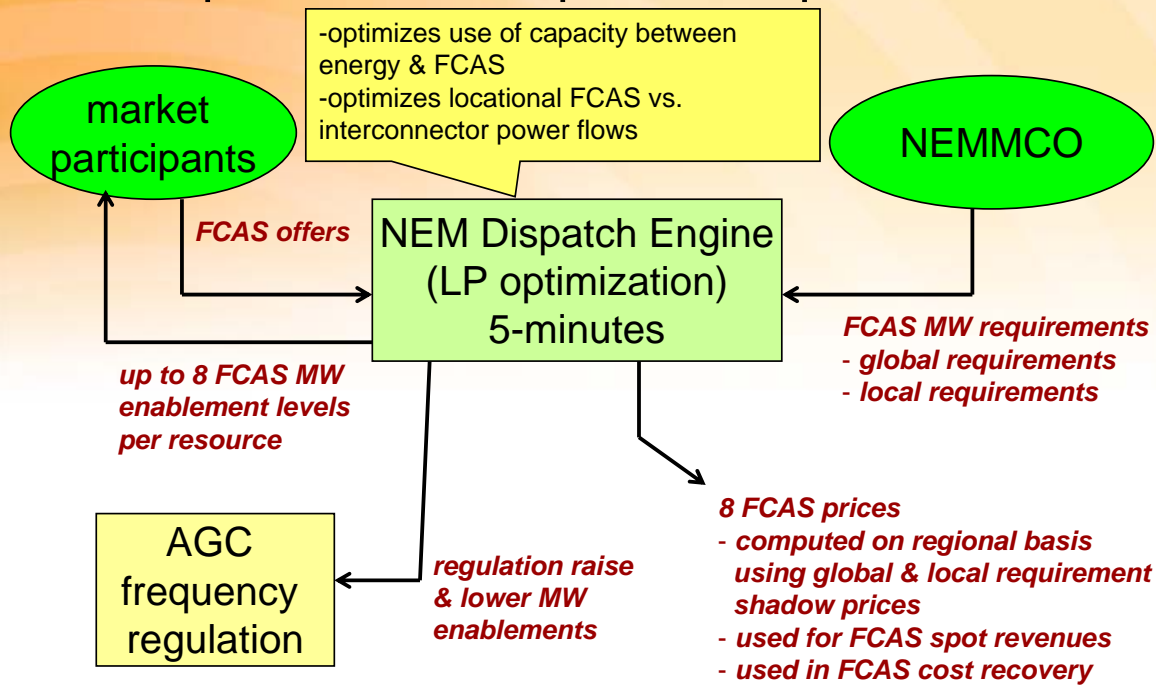 -optimizes use of capacity between
energy & FCAS
-optimizes locational FCAS vs.
interconnector power flows
market
participants
NEMMCO
FCAS offers
NEM Dispatch Engine
(LP optimization)
5-minutes
FCAS MW requirements
- global requirements
- local requirements
up to 8 FCAS MW
enablement levels
per resource
8 FCAS prices
- computed on regional basis
using global & local requirement
shadow prices
- used for FCAS spot revenues
- used in FCAS cost recovery
AGC
frequency
regulation
regulation raise
& lower MW
enablements